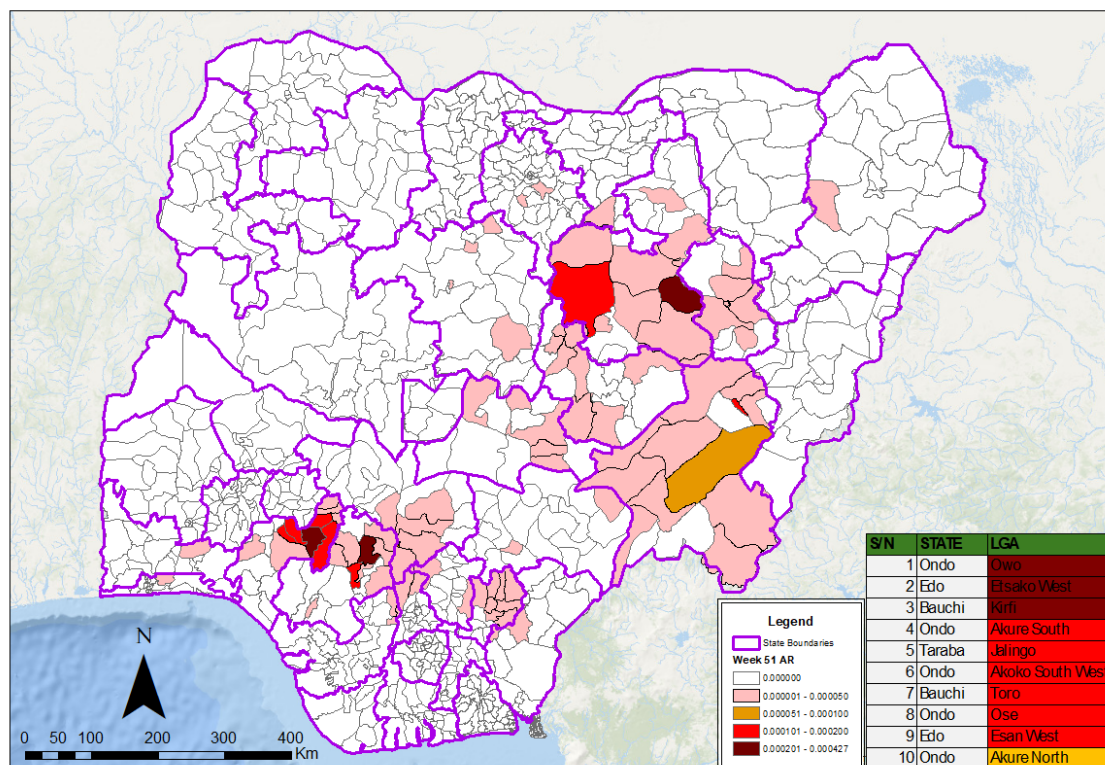 N
0 50 100 200 300 400
Km
Legend
State Boundaries
Week 51 AR
0.000000
0.000001 - 0.000050
0.000051 - 0.000100
0.000101 - 0.000200
0.000201 - 0.000427
S/N STATE LGA
1 Ondo Owo
2 Edo Etsako West
3 Bauchi Kirfi
4 Ondo Akure South
5 Taraba Jalingo
6 Ondo Akoko South West
7 Bauchi Toro
8 Ondo Ose
9 Edo Esan West
10 Ondo Akure North